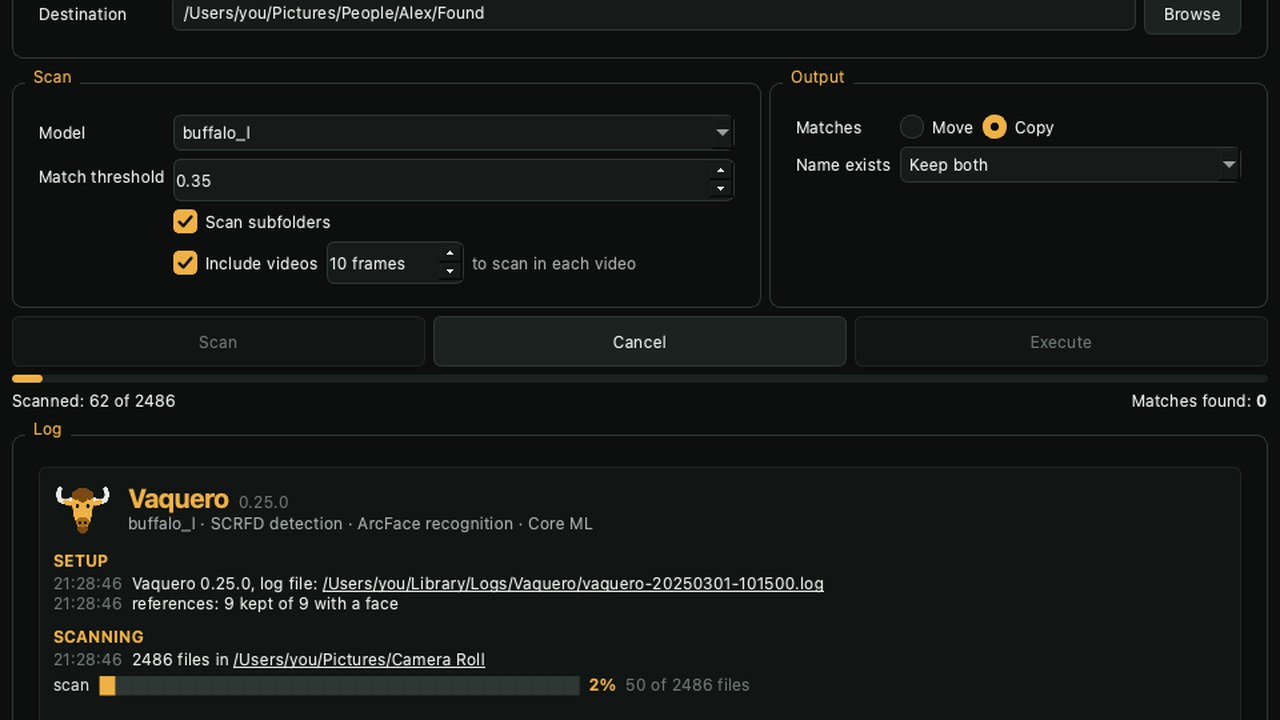 Destination /Users/you/Pictures/People/Alex/Found Browse
Scan
Model buffalo_l
Match threshold 0.35
Scan subfolders
Include videos 10 frames to scan in each video
Output
Matches Move Copy
Name exists Keep both
Scan Cancel Execute
Scanned: 62 of 2486 Matches found: 0
Log
Vaquero 0.25.0
buffalo_l · SCRFD detection · ArcFace recognition · Core ML
SETUP
21:28:46 Vaquero 0.25.0, log file: /Users/you/Library/Logs/Vaquero/vaquero-20250301-101500.log
21:28:46 references: 9 kept of 9 with a face
SCANNING
21:28:46 2486 files in /Users/you/Pictures/Camera Roll
scan 2% 50 of 2486 files